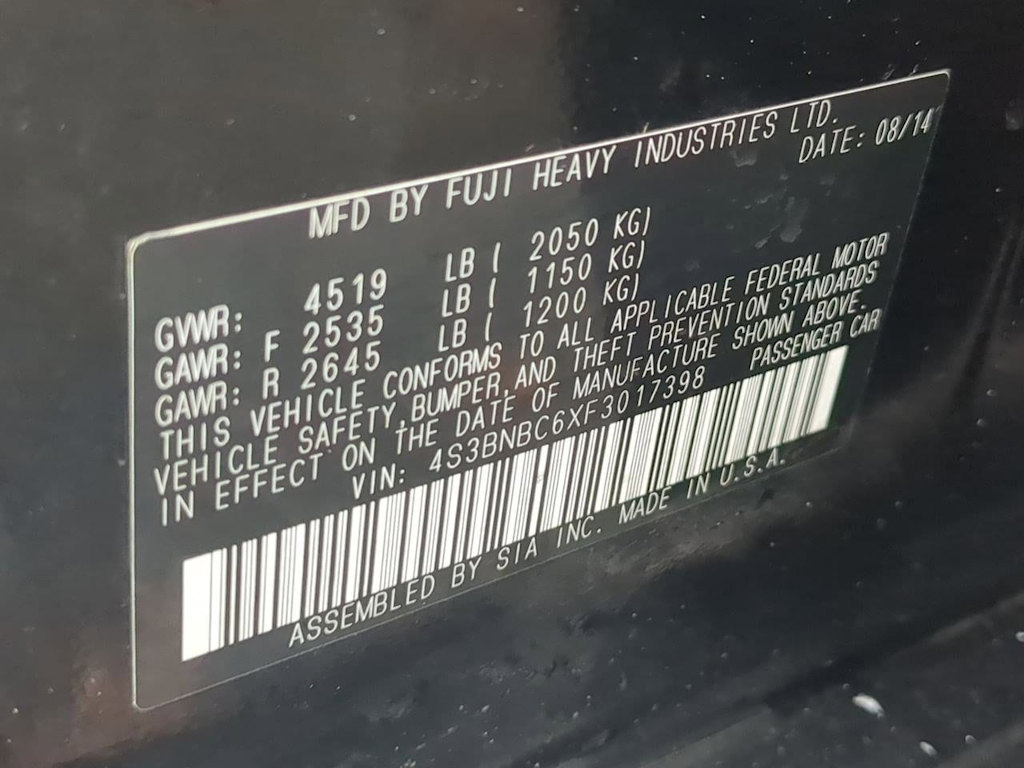 MFD BY FUJI HEAVY INDUSTRIES LTD.
DATE: 08/14
GVWR: 4519 LB ( 2050 KG)
GAWR: F 2535 LB ( 1150 KG)
GAWR: R 2645 LB ( 1200 KG)
THIS VEHICLE CONFORMS TO ALL APPLICABLE FEDERAL MOTOR
VEHICLE SAFETY, BUMPER, AND THEFT PREVENTION STANDARDS
IN EFFECT ON THE DATE OF MANUFACTURE SHOWN ABOVE.
VIN: 4S3BNBC6XF3017398 PASSENGER CAR
ASSEMBLED BY SIA INC. MADE IN U.S.A.